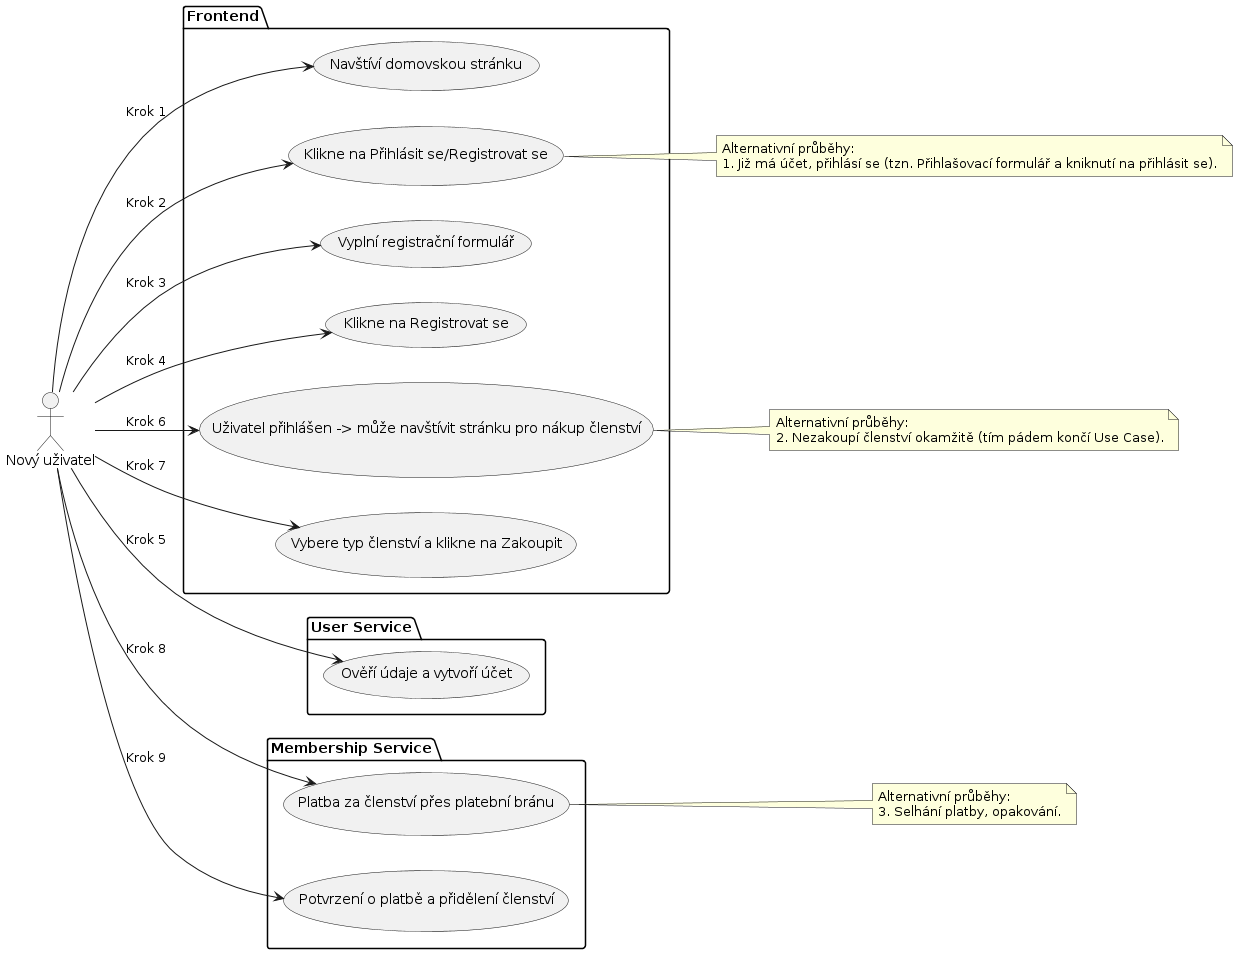 Frontend
Navštíví domovskou stránku
Krok 1
Alternativní průběhy:
Klikne na Přihlásit se/Registrovat se
1. Již má účet, přihlásí se (tzn. Přihlašovací formulář a kniknutí na přihlásit se).
Krok 2
Vyplní registrační formulář
Krok 3
Klikne na Registrovat se
Krok 4
Krok 6
Uživatel přihlášen -> může navštívit stránku pro nákup členství
Alternativní průběhy:
2. Nezakoupí členství okamžitě (tím pádem končí Use Case).
Nový uživatel
Krok 7
Vybere typ členství a klikne na Zakoupit
Krok 5
User Service
Ověří údaje a vytvoří účet
Krok 8
Membership Service
Krok 9
Platba za členství přes platební bránu
Alternativní průběhy:
3. Selhání platby, opakování.
Potvrzení o platbě a přidělení členství